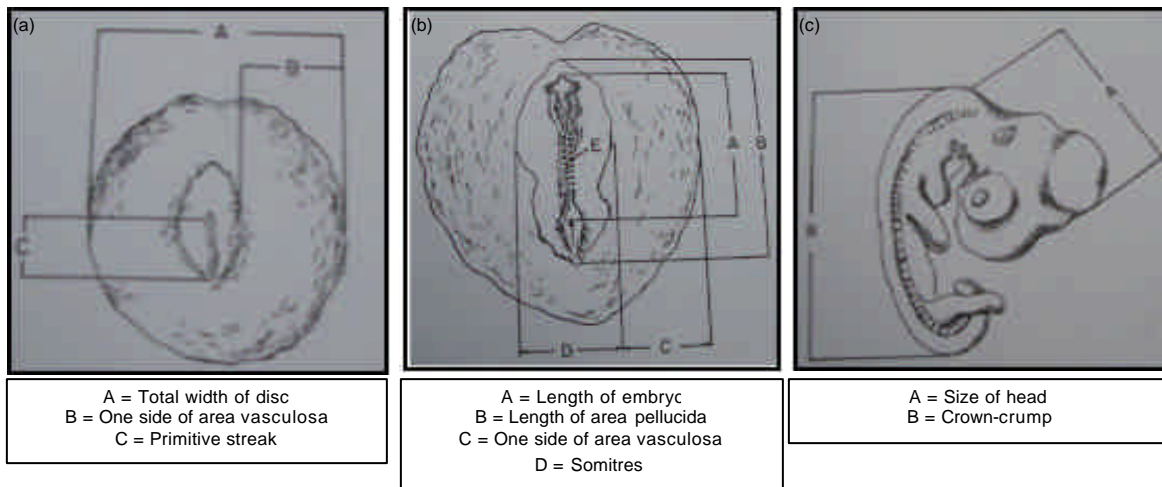 (a)
A
B
C
(b)
E
A
B
D
C
(c)
A
B
A = Total width of disc
B = One side of area vasculosa
C = Primitive streak
A = Length of embryc
B = Length of area pellucida
C = One side of area vasculosa
D = Somitres
A = Size of head
B = Crown-crump